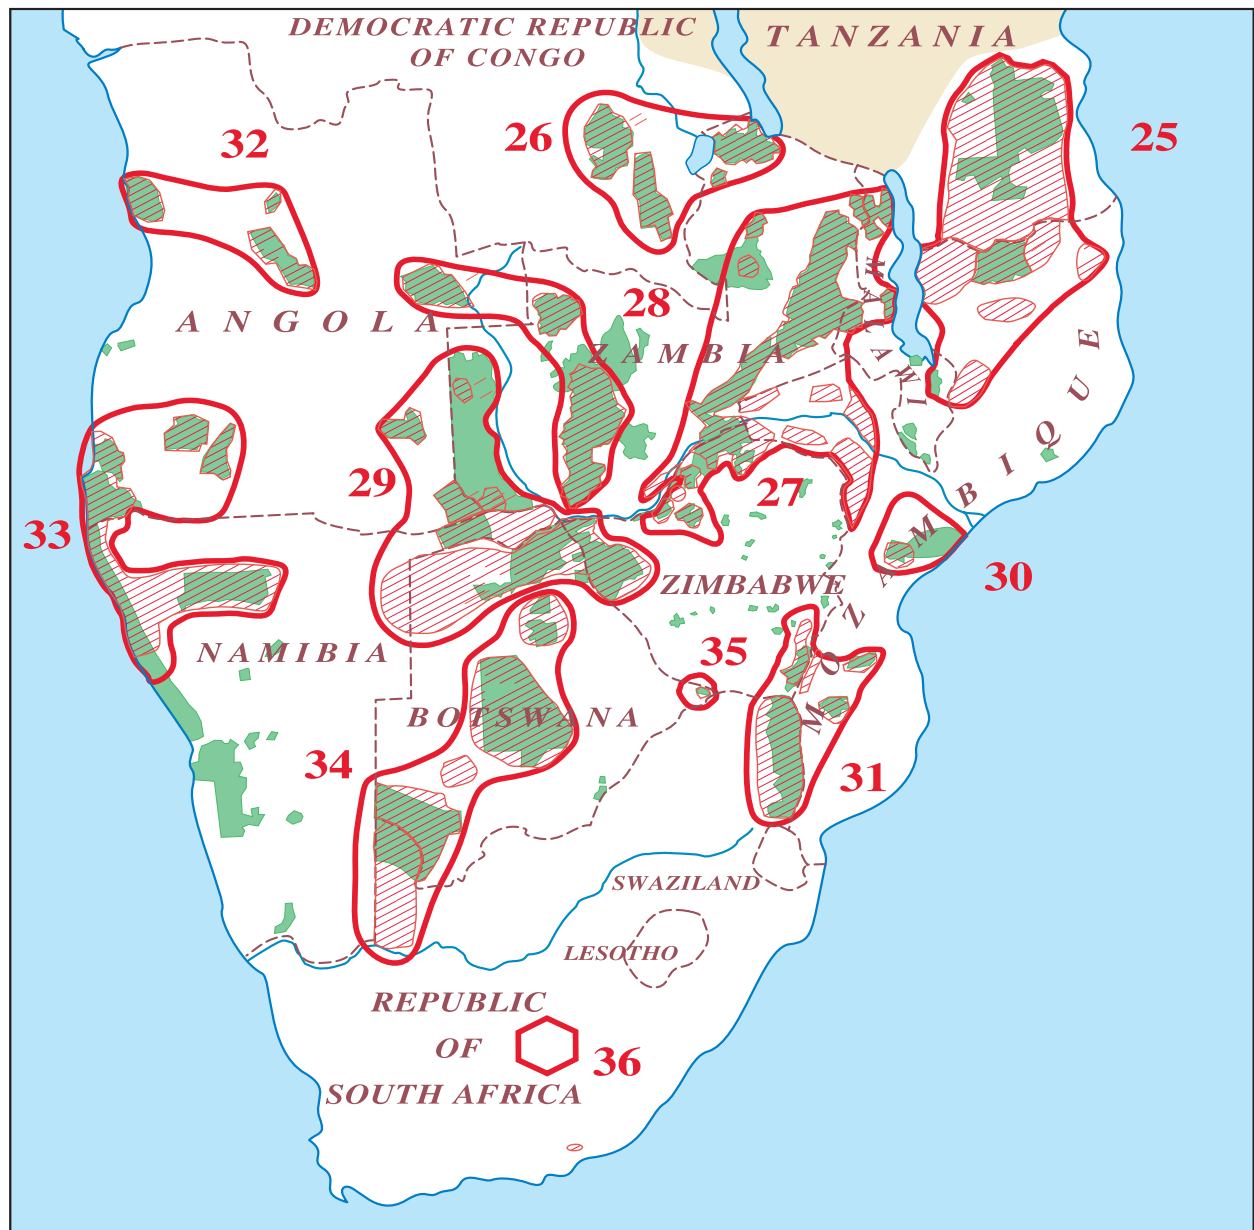 DEMOCRATIC REPUBLIC
OF CONGO
TANZANIA
32
26
25
ANGOLA
28
ZAMBIA
MALAWI
29
27
33
MOZAMBIQUE
30
ZIMBABWE
NAMIBIA
35
BOTSWANA
34
31
SWAZILAND
LESOTHO
REPUBLIC
OF
SOUTH AFRICA
36